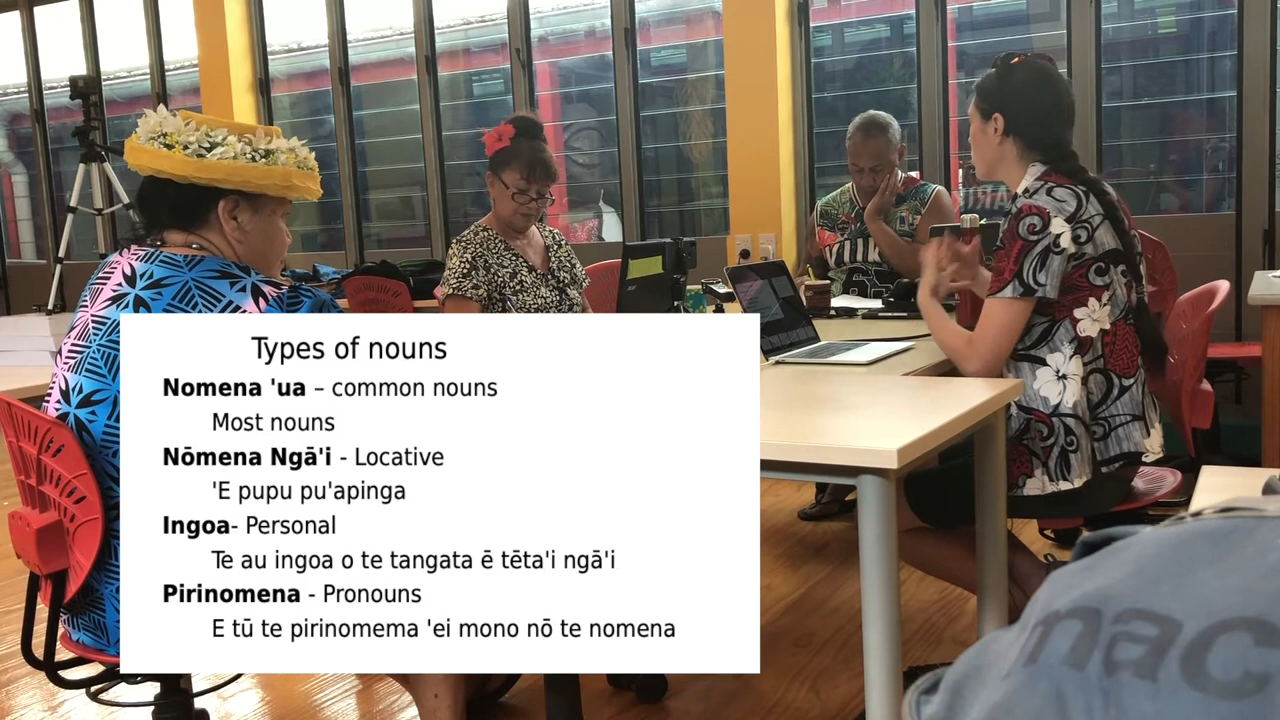 Types of nouns
Nomena 'ua – common nouns
Most nouns
Nōmena Ngā'i - Locative
'E pupu pu'apinga
Ingoa- Personal
Te au ingoa o te tangata ē tēta'i ngā'i
Pirinomena - Pronouns
E tū te pirinomema 'ei mono nō te nomena
mac